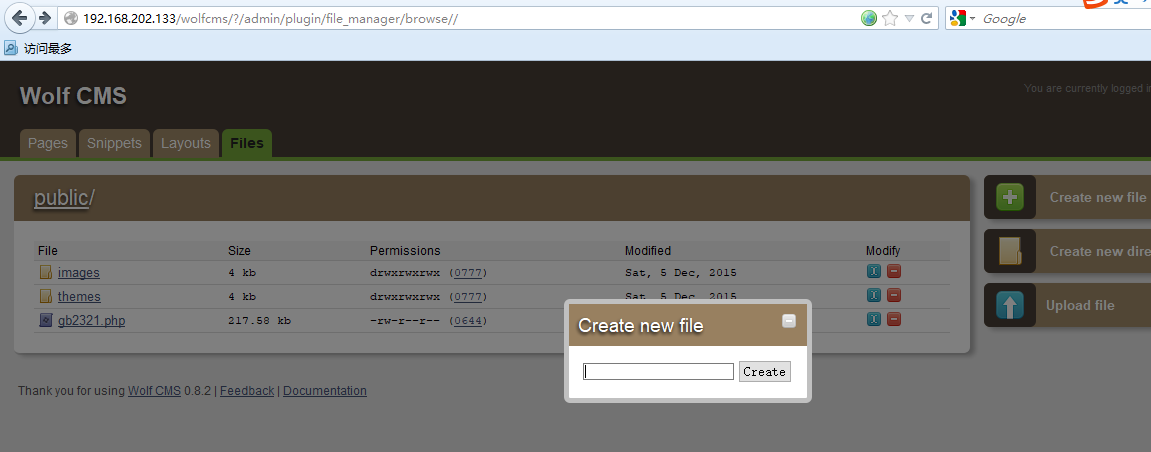 192.168.202.133/wolfcms/?/admin/plugin/file_manager/browse//
Google
访问最多
Wolf CMS
You are currently logged i
Pages Snippets Layouts Files
public/
Create new file
File Size Permissions Modified Modify
images 4 kb drwxrwxrwx (0777) Sat, 5 Dec, 2015
Create new dire
themes 4 kb drwxrwxrwx (0777) Sat, 5 Dec, 2015
gb2321.php 217.58 kb -rw-r--r-- (0644)
Upload file
Create new file
Create
Thank you for using Wolf CMS 0.8.2 | Feedback | Documentation